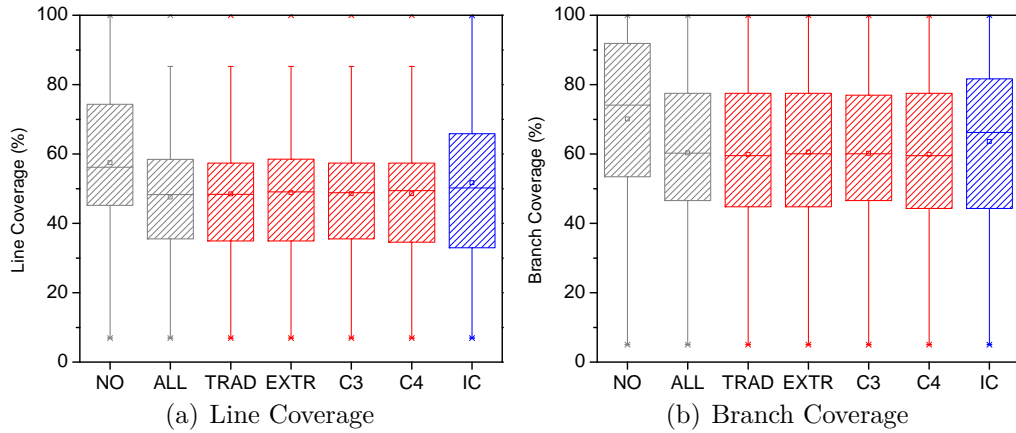 100
80
60
40
20
0
Line Coverage (%)
NO ALL TRAD EXTR C3 C4 IC
(a) Line Coverage
100
80
60
40
20
0
Branch Coverage (%)
NO ALL TRAD EXTR C3 C4 IC
(b) Branch Coverage